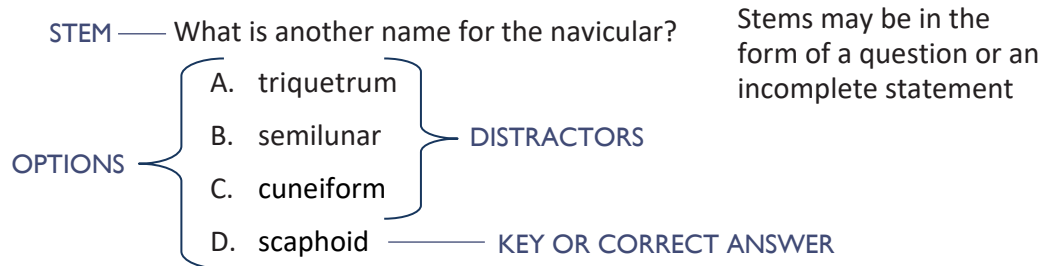 STEM What is another name for the navicular?
Stems may be in the
form of a question or an
incomplete statement
A. triquetrum
B. semilunar
DISTRACTORS
OPTIONS
C. cuneiform
D. scaphoid
KEY OR CORRECT ANSWER